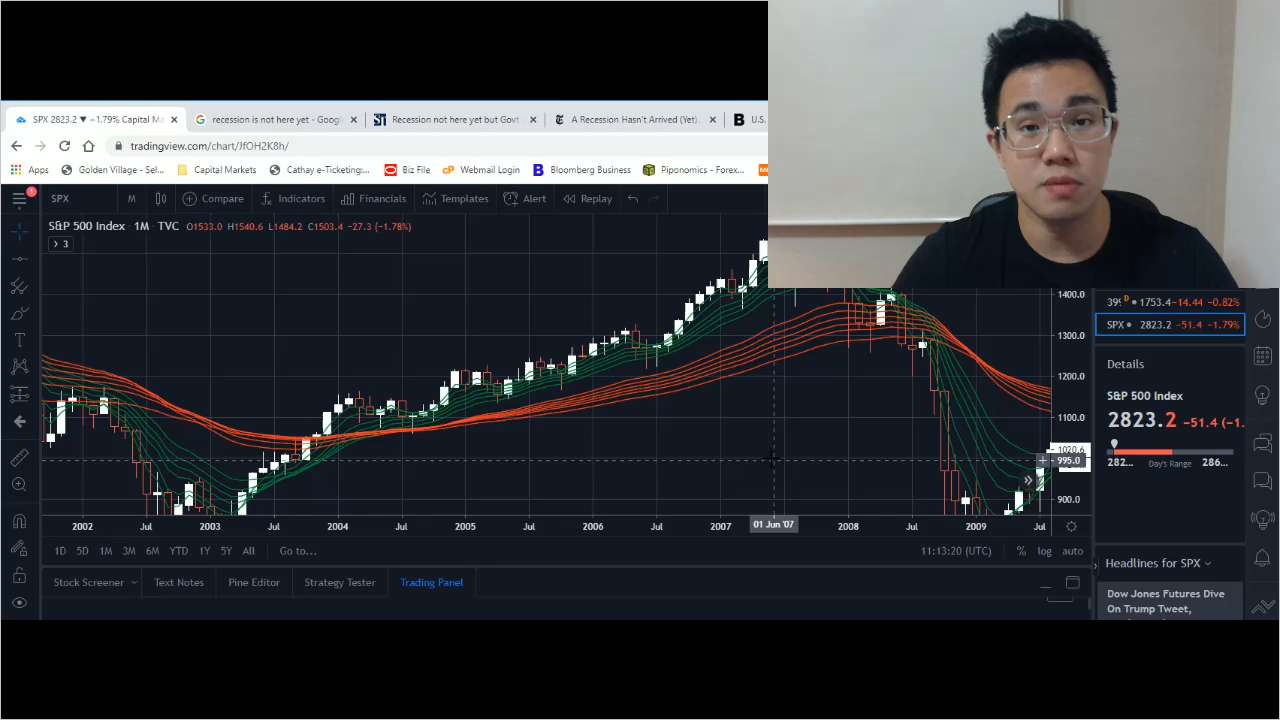 SPX 2823.2 ▼ −1.79% Capital Ma
recession is not here yet - Google
Recession not here yet but Govt
A Recession Hasn't Arrived (Yet)
U.S.
tradingview.com/chart/JfOH2K8h/
Apps
Golden Village - Sel...
Capital Markets
Cathay e-Ticketing:...
Biz File
Webmail Login
Bloomberg Business
Piponomics - Forex...
SPX
M
Compare
Indicators
Financials
Templates
Alert
Replay
S&P 500 Index · 1M · TVC O1533.0 H1540.6 L1484.2 C1503.4 −27.3 (−1.78%)
3
1400.0
1300.0
1200.0
1100.0
1020.6
995.0
900.0
2002 Jul 2003 Jul 2004 Jul 2005 Jul 2006 Jul 2007 01 Jun '07 2008 Jul 2009 Jul
1D 5D 1M 3M 6M YTD 1Y 5Y All Go to...
11:13:20 (UTC) % log auto
Stock Screener
Text Notes
Pine Editor
Strategy Tester
Trading Panel
D 1753.4 −14.44 −0.82%
SPX 2823.2 −51.4 −1.79%
Details
S&P 500 Index
2823.2 −51.4 (−1.
282... Day's Range 286...
Headlines for SPX
Dow Jones Futures Dive
On Trump Tweet,